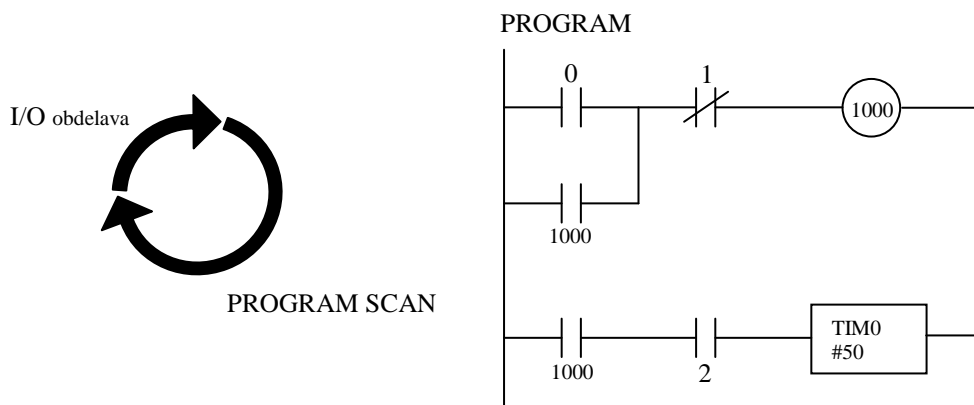 PROGRAM
0 1
I/O obdelava
1000
1000
PROGRAM SCAN
TIM0
#50
1000 2